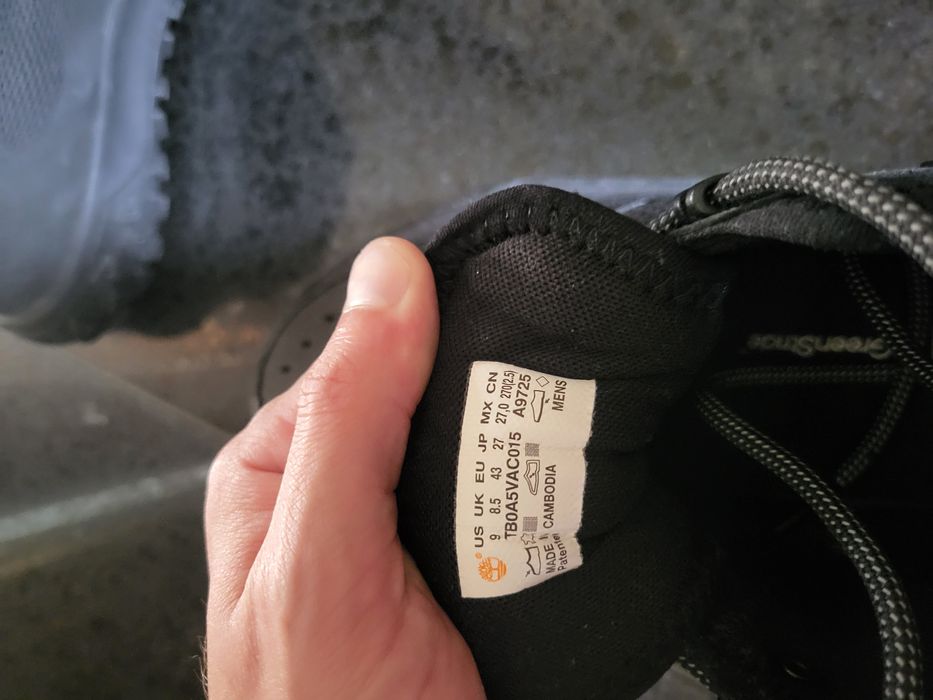 US UK EU JP MX CN
9 8.5 43 27 27,0 270(2.5)
TB0A5VAC015 A9725
MENS
MADE IN CAMBODIA
GreenStride